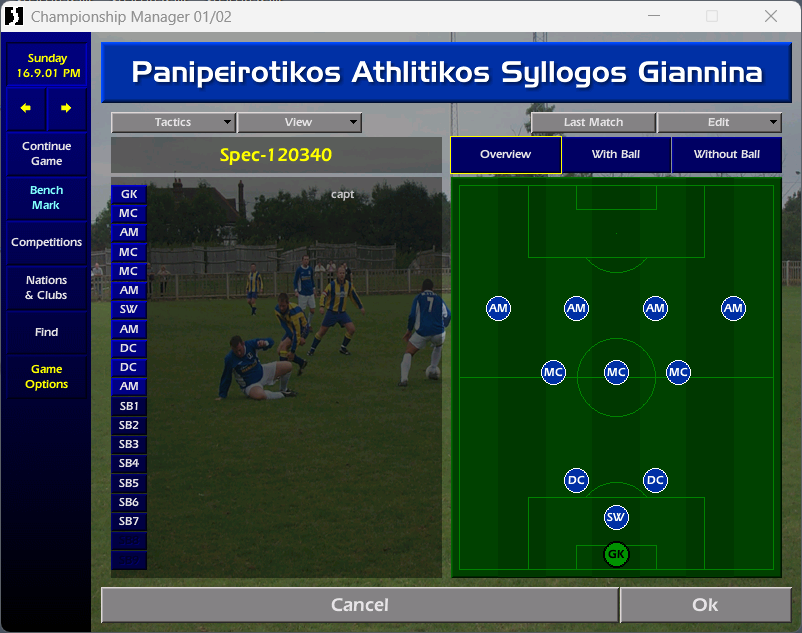 Championship Manager 01/02
Sunday
16.9.01 PM
Panipeirotikos Athlitikos Syllogos Giannina
Continue
Game
Bench
Mark
Competitions
Nations
& Clubs
Find
Game
Options
Tactics
View
Last Match
Edit
Spec-120340
Overview
With Ball
Without Ball
GK
capt
MC
AM
MC
MC
AM
SW
AM
DC
DC
AM
SB1
SB2
SB3
SB4
SB5
SB6
SB7
AM AM AM AM
MC MC MC
DC DC
SW
GK
7
Cancel
Ok